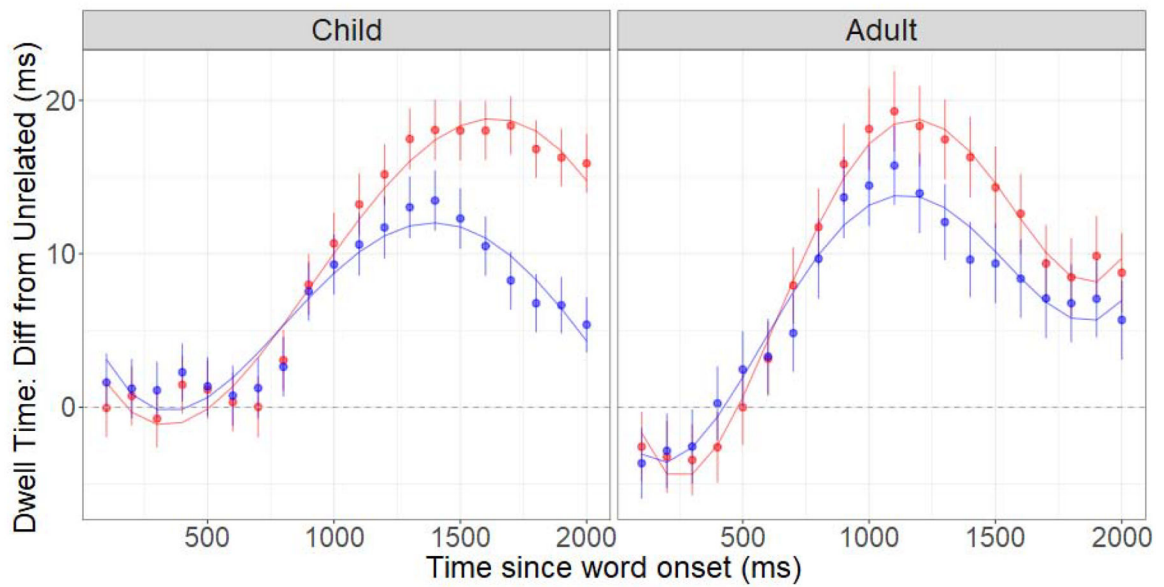 Child
Adult
Dwell Time: Diff from Unrelated (ms)
20
10
0
500
1000
1500
2000
500
1000
1500
2000
Time since word onset (ms)